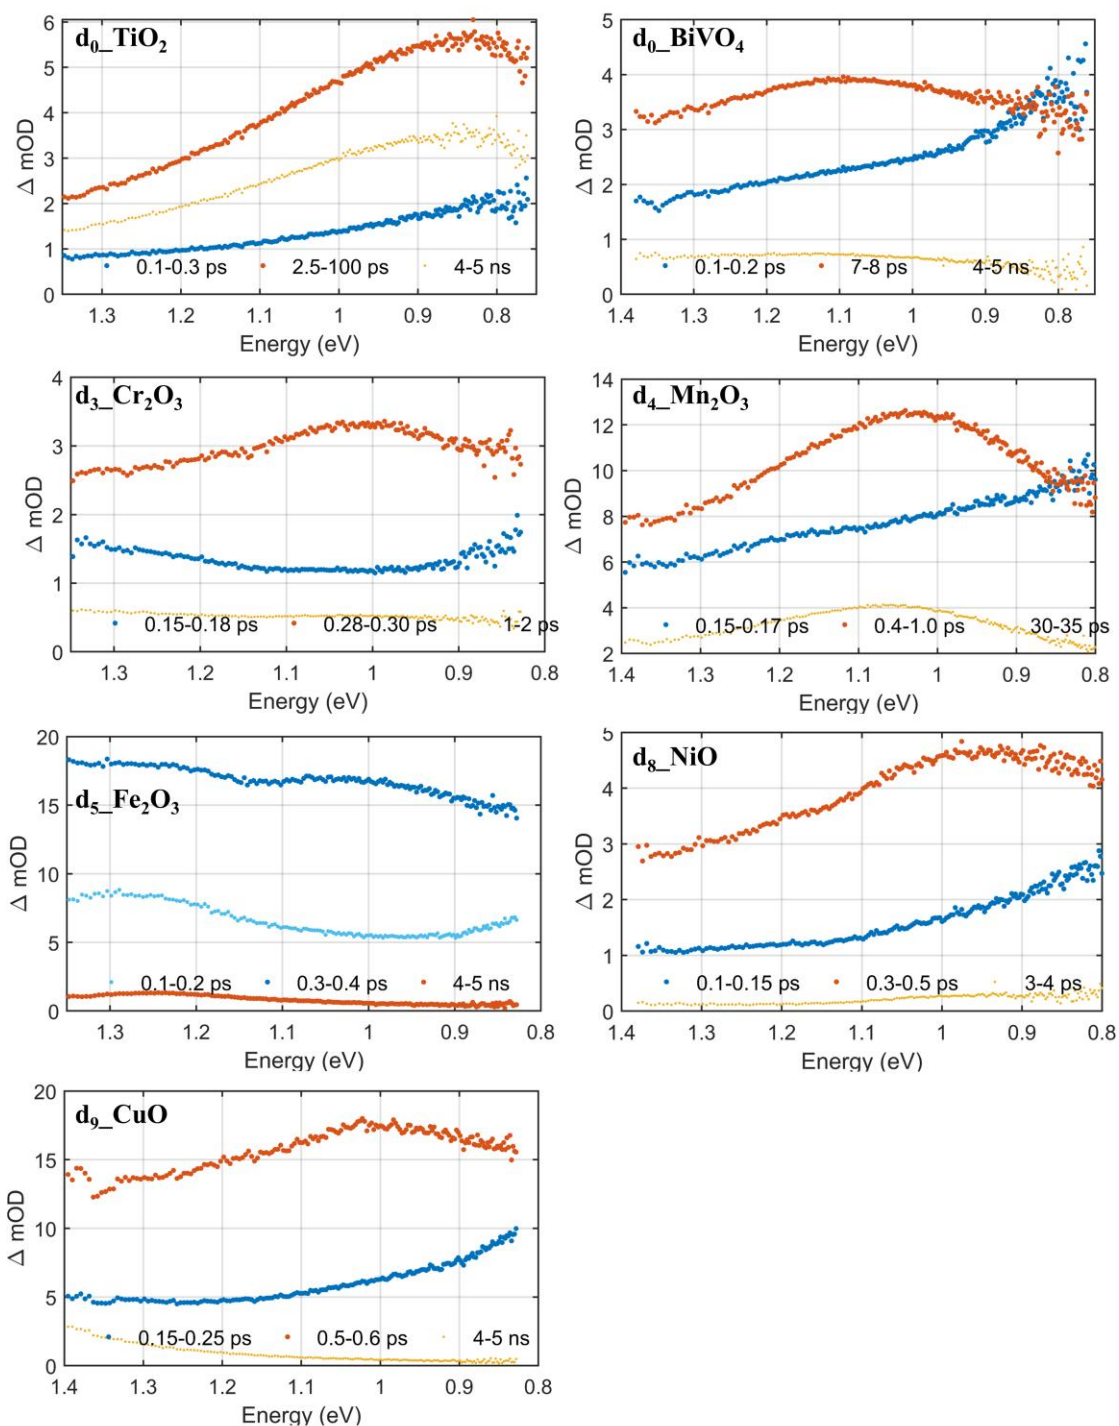 d₀_TiO₂
Δ mOD
6
5
4
3
2
1
0
0.1-0.3 ps 2.5-100 ps 4-5 ns
1.3 1.2 1.1 1 0.9 0.8
Energy (eV)
d₀_BiVO₄
Δ mOD
5
4
3
2
1
0
0.1-0.2 ps 7-8 ps 4-5 ns
1.4 1.3 1.2 1.1 1 0.9 0.8
Energy (eV)
d₃_Cr₂O₃
Δ mOD
4
3
2
1
0
0.15-0.18 ps 0.28-0.30 ps 1-2 ps
1.3 1.2 1.1 1 0.9 0.8
Energy (eV)
d₄_Mn₂O₃
Δ mOD
14
12
10
8
6
4
2
0.15-0.17 ps 0.4-1.0 ps 30-35 ps
1.4 1.3 1.2 1.1 1 0.9 0.8
Energy (eV)
d₅_Fe₂O₃
Δ mOD
20
15
10
5
0
0.1-0.2 ps 0.3-0.4 ps 4-5 ns
1.3 1.2 1.1 1 0.9 0.8
Energy (eV)
d₈_NiO
Δ mOD
5
4
3
2
1
0
0.1-0.15 ps 0.3-0.5 ps 3-4 ps
1.4 1.3 1.2 1.1 1 0.9 0.8
Energy (eV)
d₉_CuO
Δ mOD
20
15
10
5
0
0.15-0.25 ps 0.5-0.6 ps 4-5 ns
1.4 1.3 1.2 1.1 1 0.9 0.8
Energy (eV)